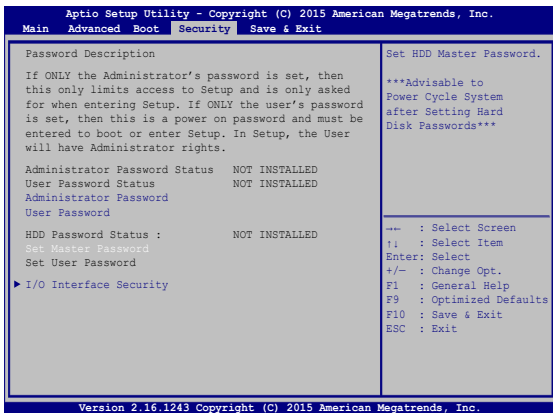 Aptio Setup Utility - Copyright (C) 2015 American Megatrends, Inc.
Main Advanced Boot Security Save & Exit
Password Description
If ONLY the Administrator's password is set, then
this only limits access to Setup and is only asked
for when entering Setup. If ONLY the user's password
is set, then this is a power on password and must be
entered to boot or enter Setup. In Setup, the User
will have Administrator rights.
Administrator Password Status NOT INSTALLED
User Password Status NOT INSTALLED
Administrator Password
User Password
HDD Password Status : NOT INSTALLED
Set Master Password
Set User Password
I/O Interface Security
Set HDD Master Password.
***Advisable to
Power Cycle System
after Setting Hard
Disk Passwords***
→← : Select Screen
↑↓ : Select Item
Enter: Select
+/— : Change Opt.
F1 : General Help
F9 : Optimized Defaults
F10 : Save & Exit
ESC : Exit
Version 2.16.1243 Copyright (C) 2015 American Megatrends, Inc.